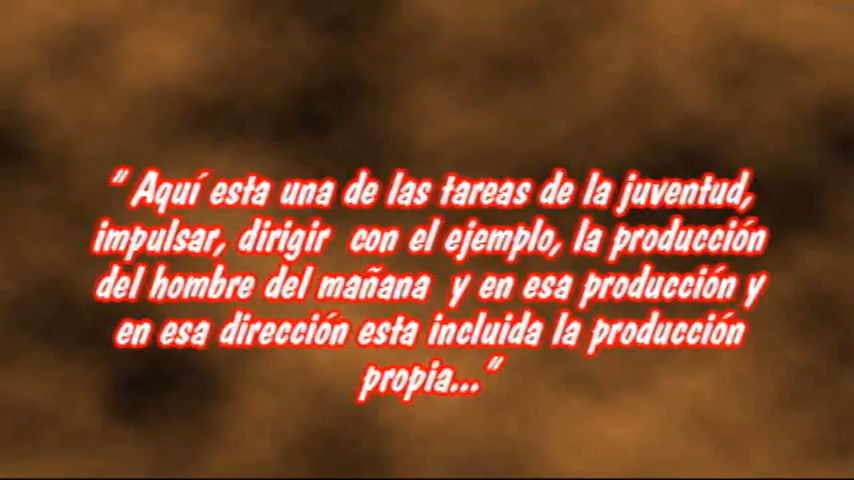 “ Aquí esta una de las tareas de la juventud,
impulsar, dirigir con el ejemplo, la producción
del hombre del mañana y en esa producción y
en esa dirección esta incluida la producción
propia...”